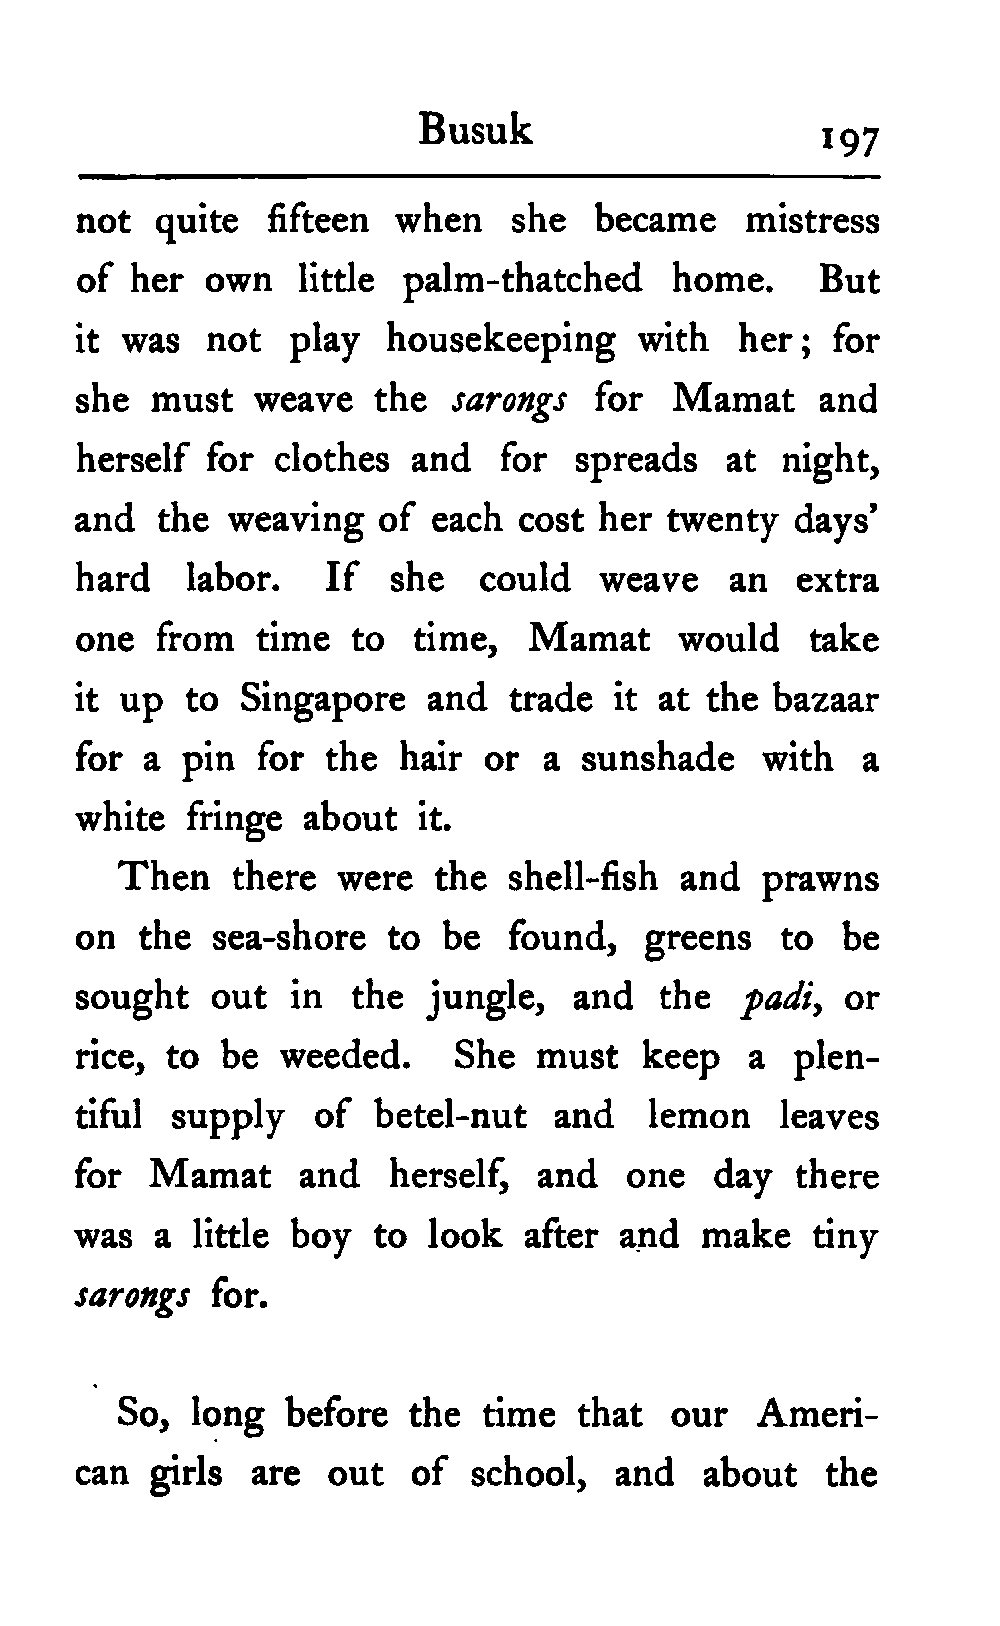 Busuk 197
not quite fifteen when she became mistress
of her own little palm-thatched home. But
it was not play housekeeping with her; for
she must weave the sarongs for Mamat and
herself for clothes and for spreads at night,
and the weaving of each cost her twenty days'
hard labor. If she could weave an extra
one from time to time, Mamat would take
it up to Singapore and trade it at the bazaar
for a pin for the hair or a sunshade with a
white fringe about it.
Then there were the shell-fish and prawns
on the sea-shore to be found, greens to be
sought out in the jungle, and the padi, or
rice, to be weeded. She must keep a plen-
tiful supply of betel-nut and lemon leaves
for Mamat and herself, and one day there
was a little boy to look after and make tiny
sarongs for.
So, long before the time that our Ameri-
can girls are out of school, and about the